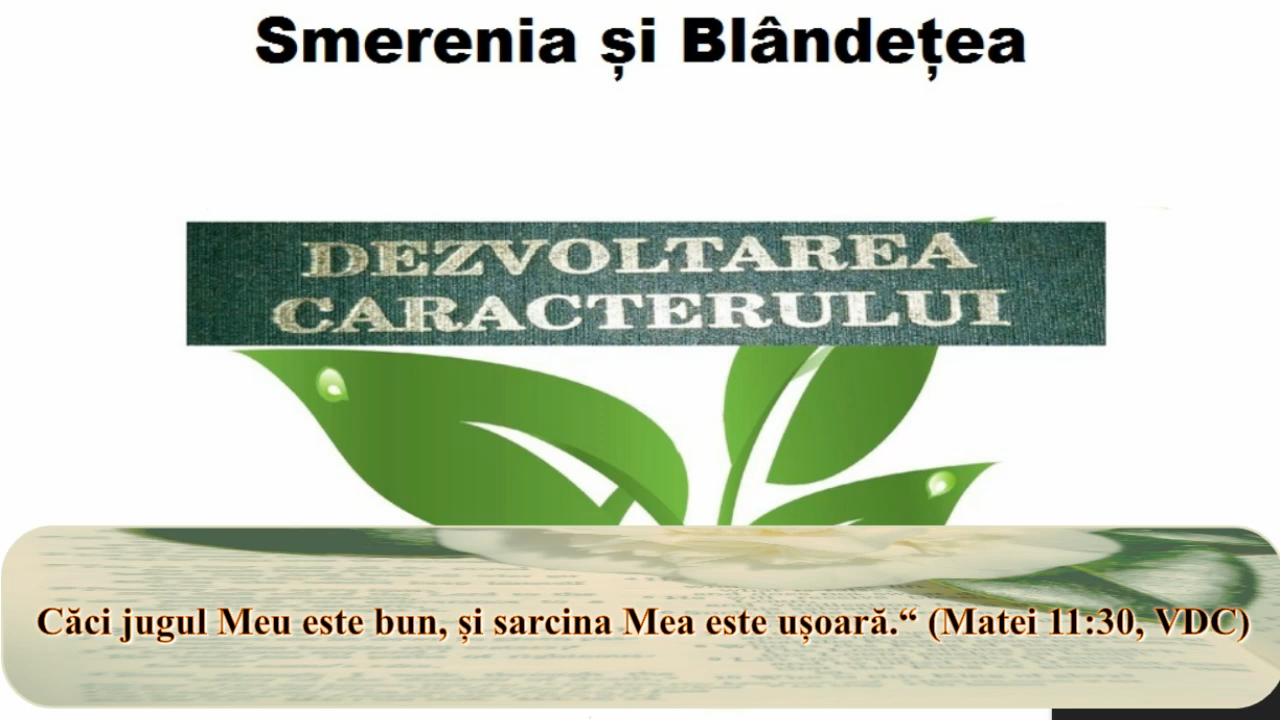 Smerenia și Blândețea
DEZVOLTAREA
CARACTERULUI
Căci jugul Meu este bun, și sarcina Mea este ușoară.“ (Matei 11:30, VDC)